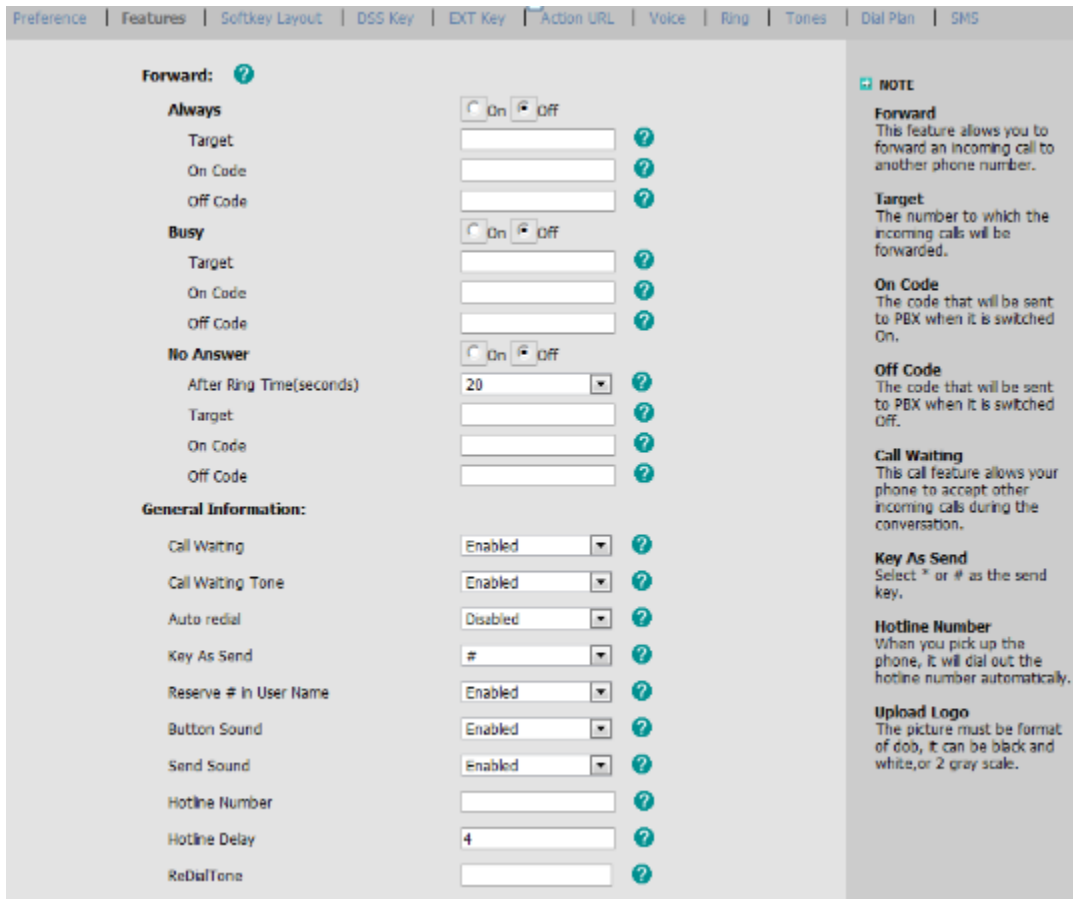 Preference | Features | Softkey Layout | DSS Key | EXT Key | Action URL | Voice | Ring | Tones | Dial Plan | SMS
Forward: ?
Always On Off
Target ?
On Code ?
Off Code ?
Busy On Off
Target ?
On Code ?
Off Code ?
No Answer On Off
After Ring Time(seconds) 20 ?
Target ?
On Code ?
Off Code ?
General Information:
Call Waiting Enabled ?
Call Waiting Tone Enabled ?
Auto redial Disabled ?
Key As Send # ?
Reserve # in User Name Enabled ?
Button Sound Enabled ?
Send Sound Enabled ?
Hotline Number ?
Hotline Delay 4 ?
ReDialTone ?
NOTE
Forward
This feature allows you to
forward an incoming call to
another phone number.
Target
The number to which the
incoming calls will be
forwarded.
On Code
The code that will be sent
to PBX when it is switched
On.
Off Code
The code that will be sent
to PBX when it is switched
Off.
Call Waiting
This call feature allows your
phone to accept other
incoming calls during the
conversation.
Key As Send
Select * or # as the send
key.
Hotline Number
When you pick up the
phone, it will dial out the
hotline number automatically.
Upload Logo
The picture must be format
of dob, it can be black and
white,or 2 gray scale.